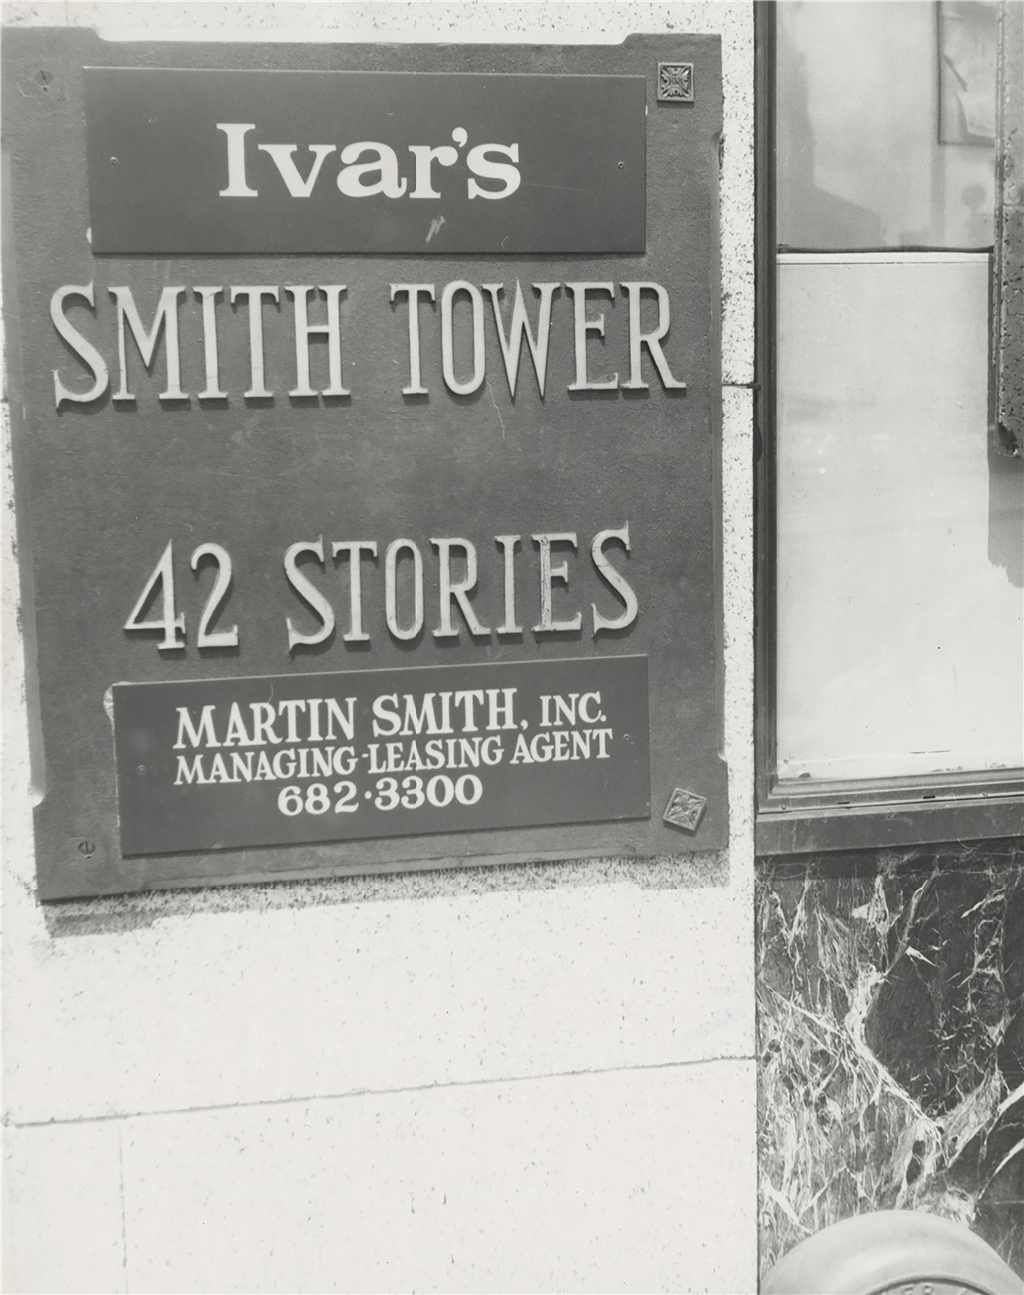 Ivar's
SMITH TOWER
42 STORIES
MARTIN SMITH, INC.
MANAGING-LEASING AGENT
682·3300